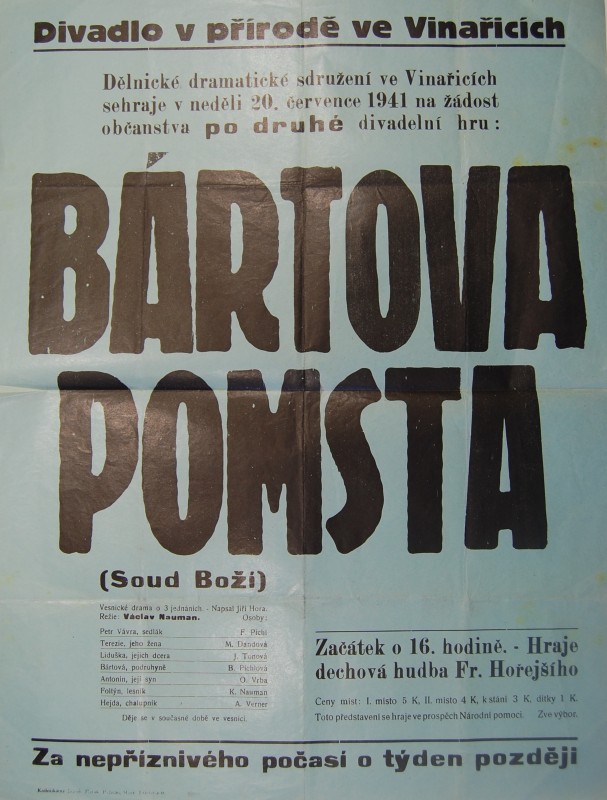 Divadlo v přírodě ve Vinařicích
Dělnické dramatické sdružení ve Vinařicích
sehraje v neděli 20. července 1941 na žádost
občanstva po druhé divadelní hru:
BÁRTOVA
POMSTA
(Soud Boží)
Vesnické drama o 3 jednáních. - Napsal Jiří Hora.
Režie: Václav Nauman. Osoby:
Petr Vávra, sedlák F. Pichl
Terezie, jeho žena M. Dandová
Liduška, jejich dcera J. Tůnová
Bártová, podruhyně B. Pichlová
Antonín, její syn O. Vrba
Foltýn, lesník K. Nauman
Hejda, chalupník A. Verner
Děje se v současné době ve vesnici.
Začátek o 16. hodině. - Hraje
dechová hudba Fr. Hořejšího
Ceny míst: I. místo 5 K, II. místo 4 K, k stání 3 K, dítky 1 K.
Toto představení se hraje ve prospěch Národní pomoci. Zve výbor.
Za nepříznivého počasí o týden později